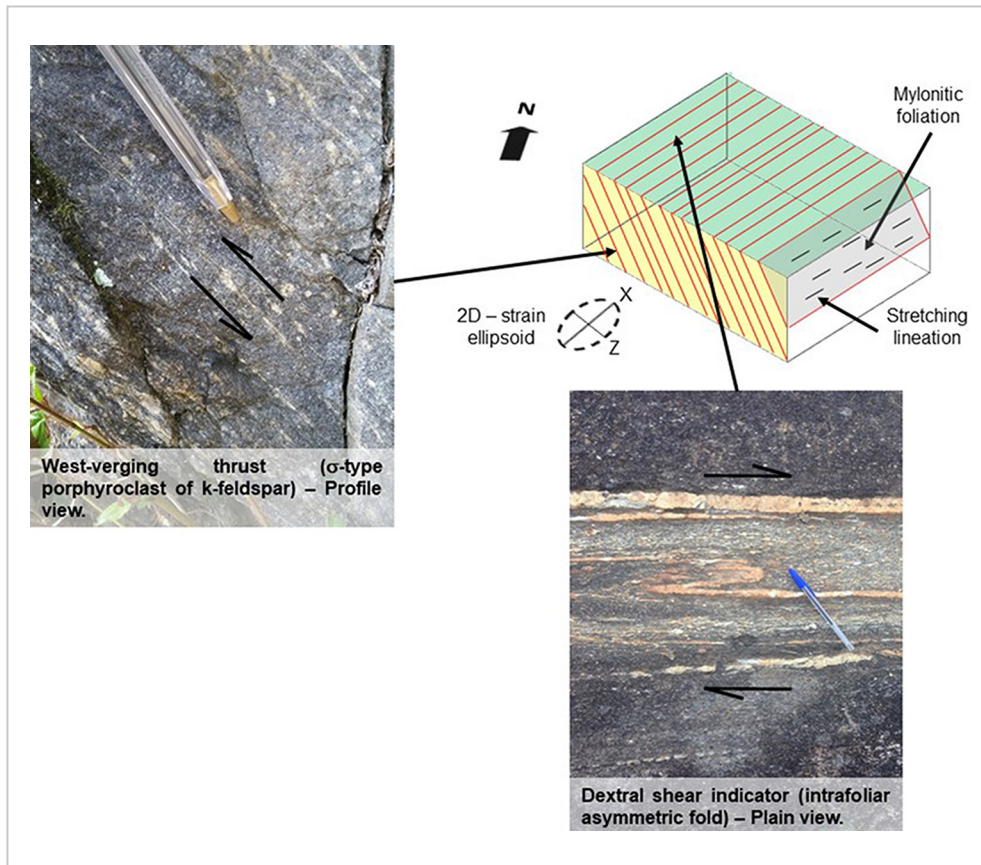 N
Mylonitic
foliation
X
2D – strain
ellipsoid
Z
Stretching
lineation
West-verging thrust (σ-type
porphyroclast of k-feldspar) – Profile
view.
Dextral shear indicator (intrafoliar
asymmetric fold) – Plain view.